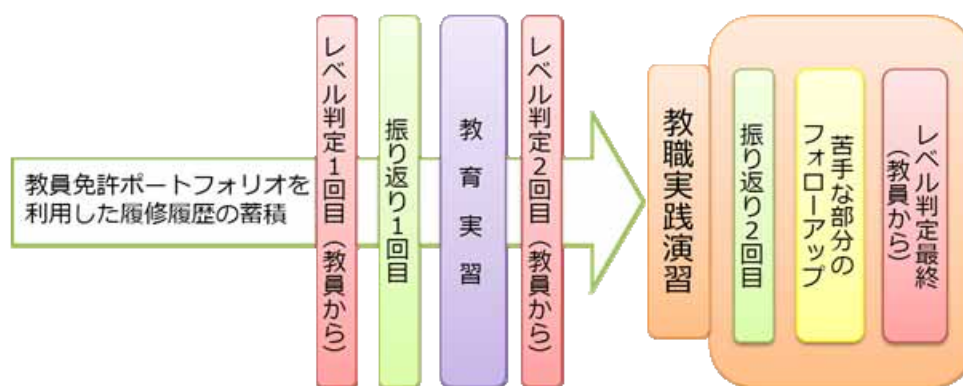 教員免許ポートフォリオを
利用した履修履歴の蓄積
レベル判定1回目（教員から）
振り返り1回目
教育実習
レベル判定2回目（教員から）
教職実践演習
振り返り2回目
苦手な部分の
フォローアップ
レベル判定最終
（教員から）